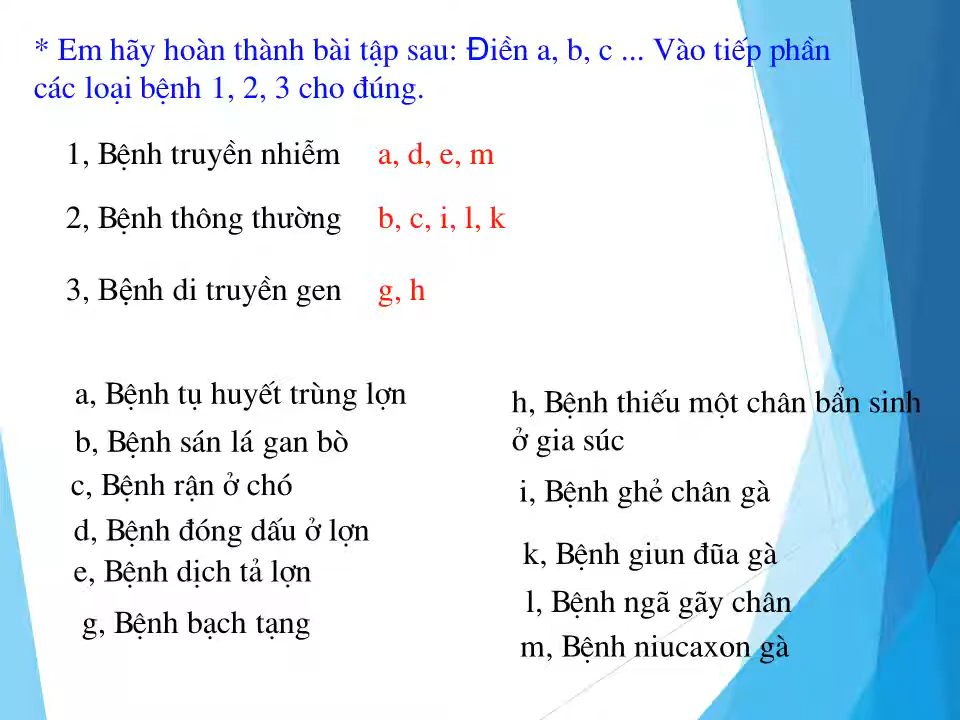 * Em hãy hoàn thành bài tập sau: Điền a, b, c ... Vào tiếp phần
các loại bệnh 1, 2, 3 cho đúng.
1, Bệnh truyền nhiễm a, d, e, m
2, Bệnh thông thường b, c, i, l, k
3, Bệnh di truyền gen g, h
a, Bệnh tụ huyết trùng lợn
b, Bệnh sán lá gan bò
c, Bệnh rận ở chó
d, Bệnh đóng dấu ở lợn
e, Bệnh dịch tả lợn
g, Bệnh bạch tạng
h, Bệnh thiếu một chân bẩn sinh
ở gia súc
i, Bệnh ghẻ chân gà
k, Bệnh giun đũa gà
l, Bệnh ngã gãy chân
m, Bệnh niucaxon gà